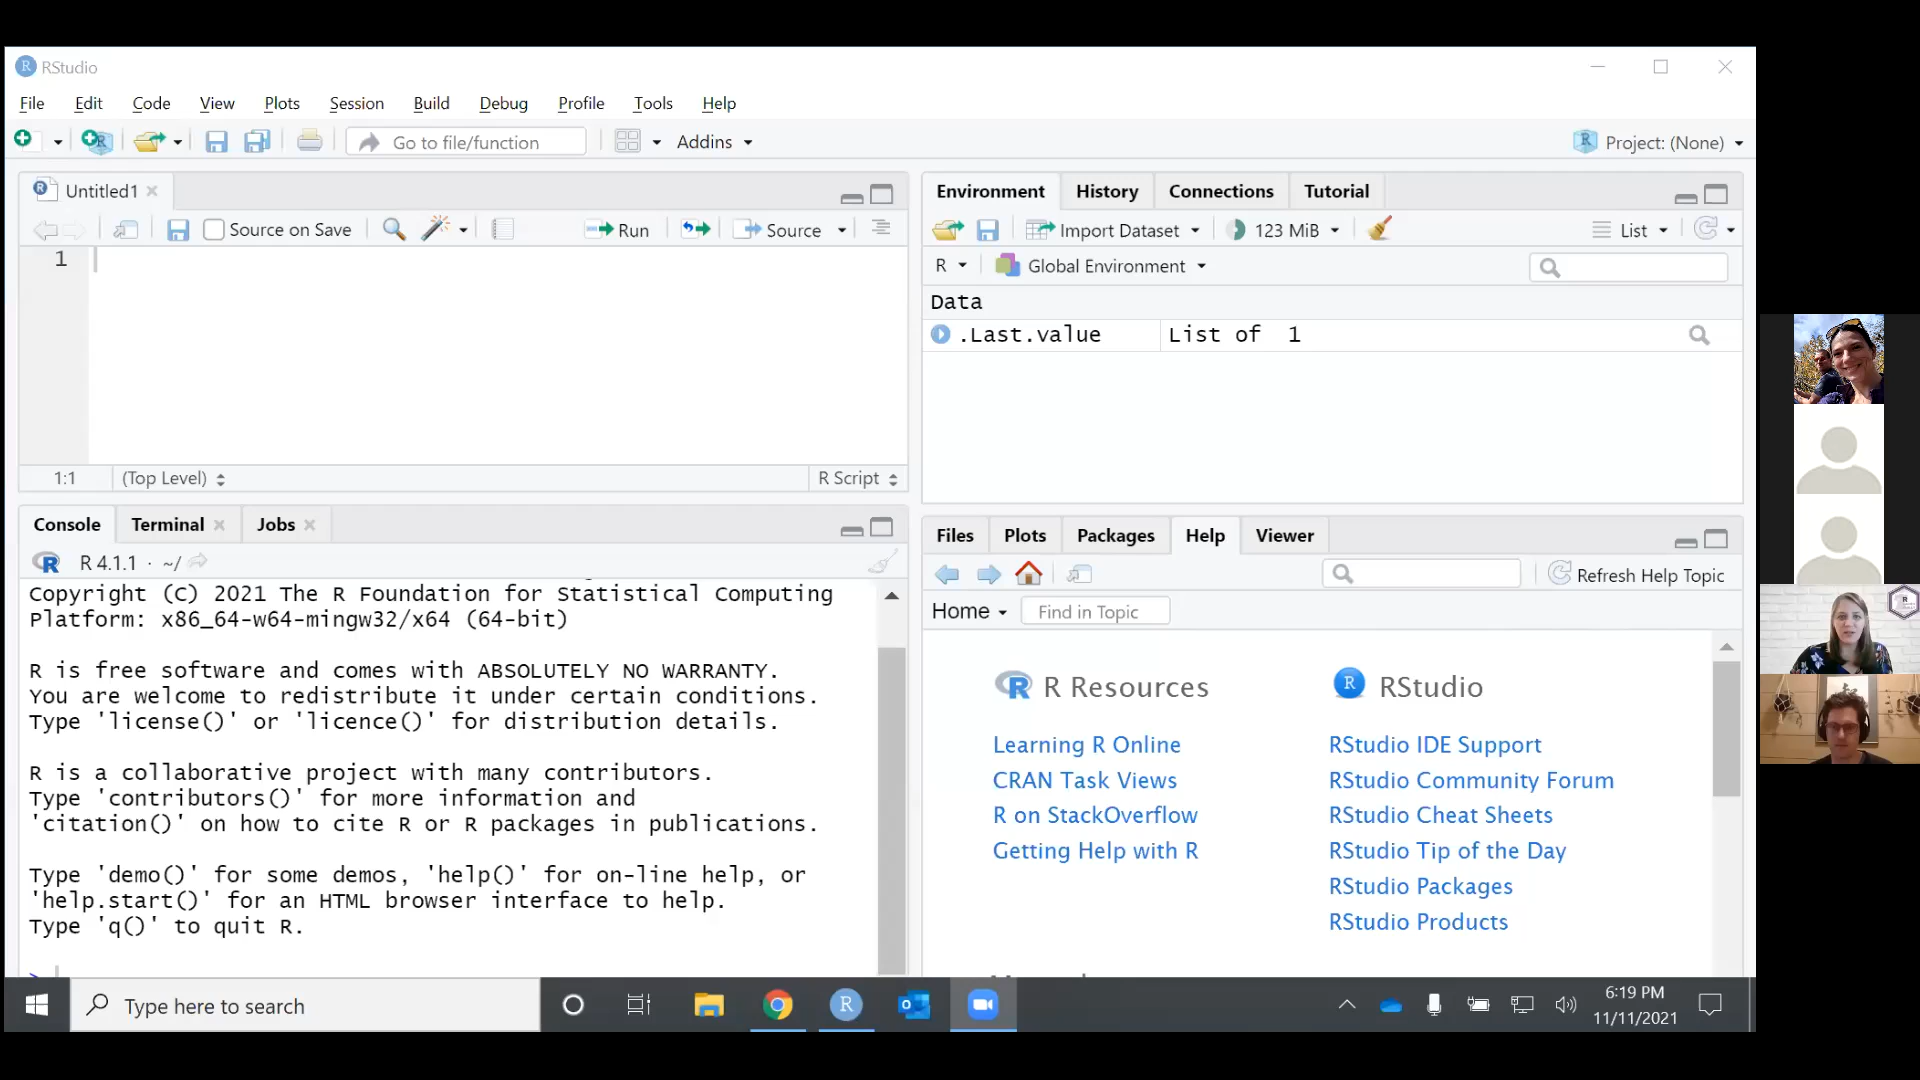 RStudio
File Edit Code View Plots Session Build Debug Profile Tools Help
Go to file/function
Addins
Project: (None)
Untitled1
Source on Save
Run
Source
1
1:1
(Top Level)
R Script
Console
Terminal
Jobs
R 4.1.1 · ~/
Copyright (C) 2021 The R Foundation for Statistical Computing
Platform: x86_64-w64-mingw32/x64 (64-bit)
R is free software and comes with ABSOLUTELY NO WARRANTY.
You are welcome to redistribute it under certain conditions.
Type 'license()' or 'licence()' for distribution details.
R is a collaborative project with many contributors.
Type 'contributors()' for more information and
'citation()' on how to cite R or R packages in publications.
Type 'demo()' for some demos, 'help()' for on-line help, or
'help.start()' for an HTML browser interface to help.
Type 'q()' to quit R.
>
Environment
History
Connections
Tutorial
Import Dataset
123 MiB
List
R
Global Environment
Data
.Last.value
List of  1
Files
Plots
Packages
Help
Viewer
Refresh Help Topic
Home
Find in Topic
R Resources
Learning R Online
CRAN Task Views
R on StackOverflow
Getting Help with R
RStudio
RStudio IDE Support
RStudio Community Forum
RStudio Cheat Sheets
RStudio Tip of the Day
RStudio Packages
RStudio Products
Type here to search
6:19 PM
11/11/2021